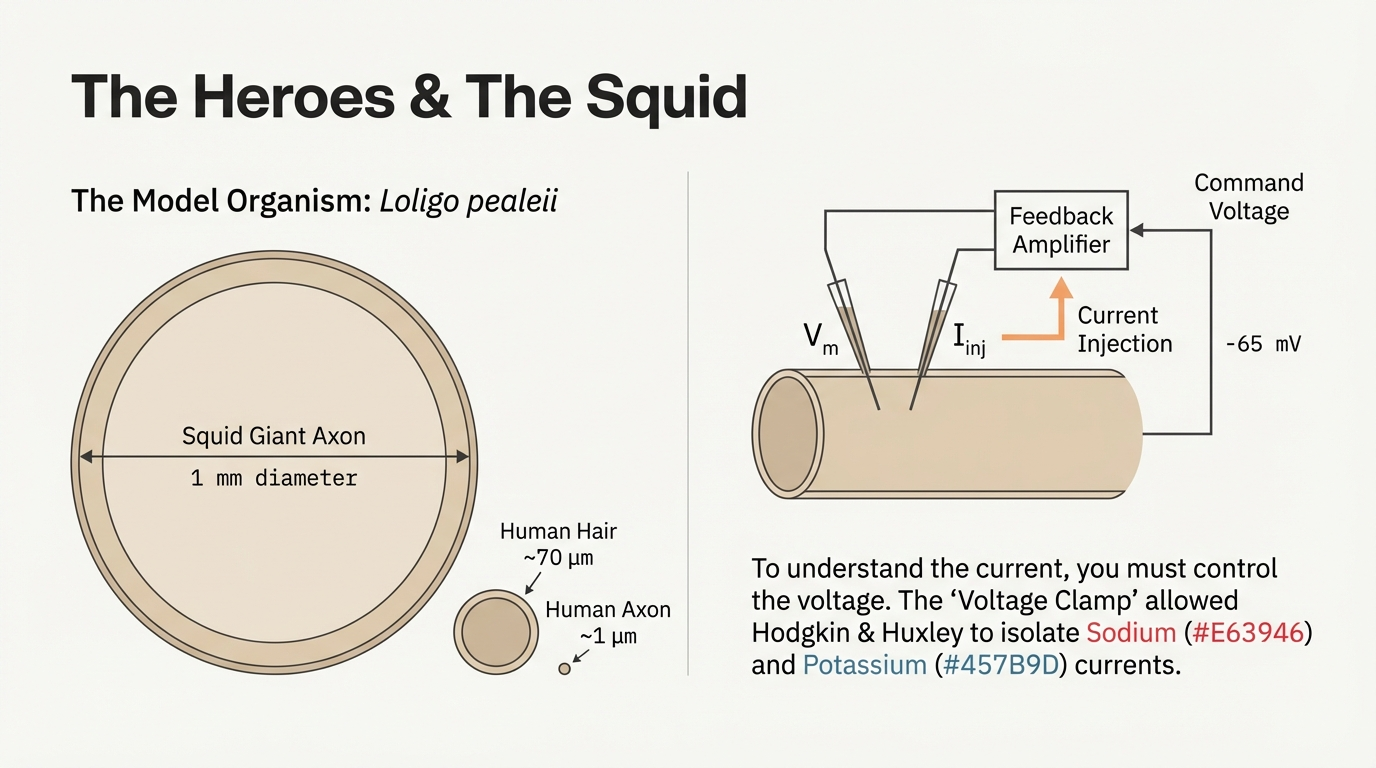 The Heroes & The Squid
The Model Organism: Loligo pealeii
Squid Giant Axon
1 mm diameter
Human Hair
~70 µm
Human Axon
~1 µm
Command
Voltage
Feedback
Amplifier
Vm
Iinj
Current
Injection
-65 mV
To understand the current, you must control
the voltage. The ‘Voltage Clamp’ allowed
Hodgkin & Huxley to isolate Sodium (#E63946)
and Potassium (#457B9D) currents.